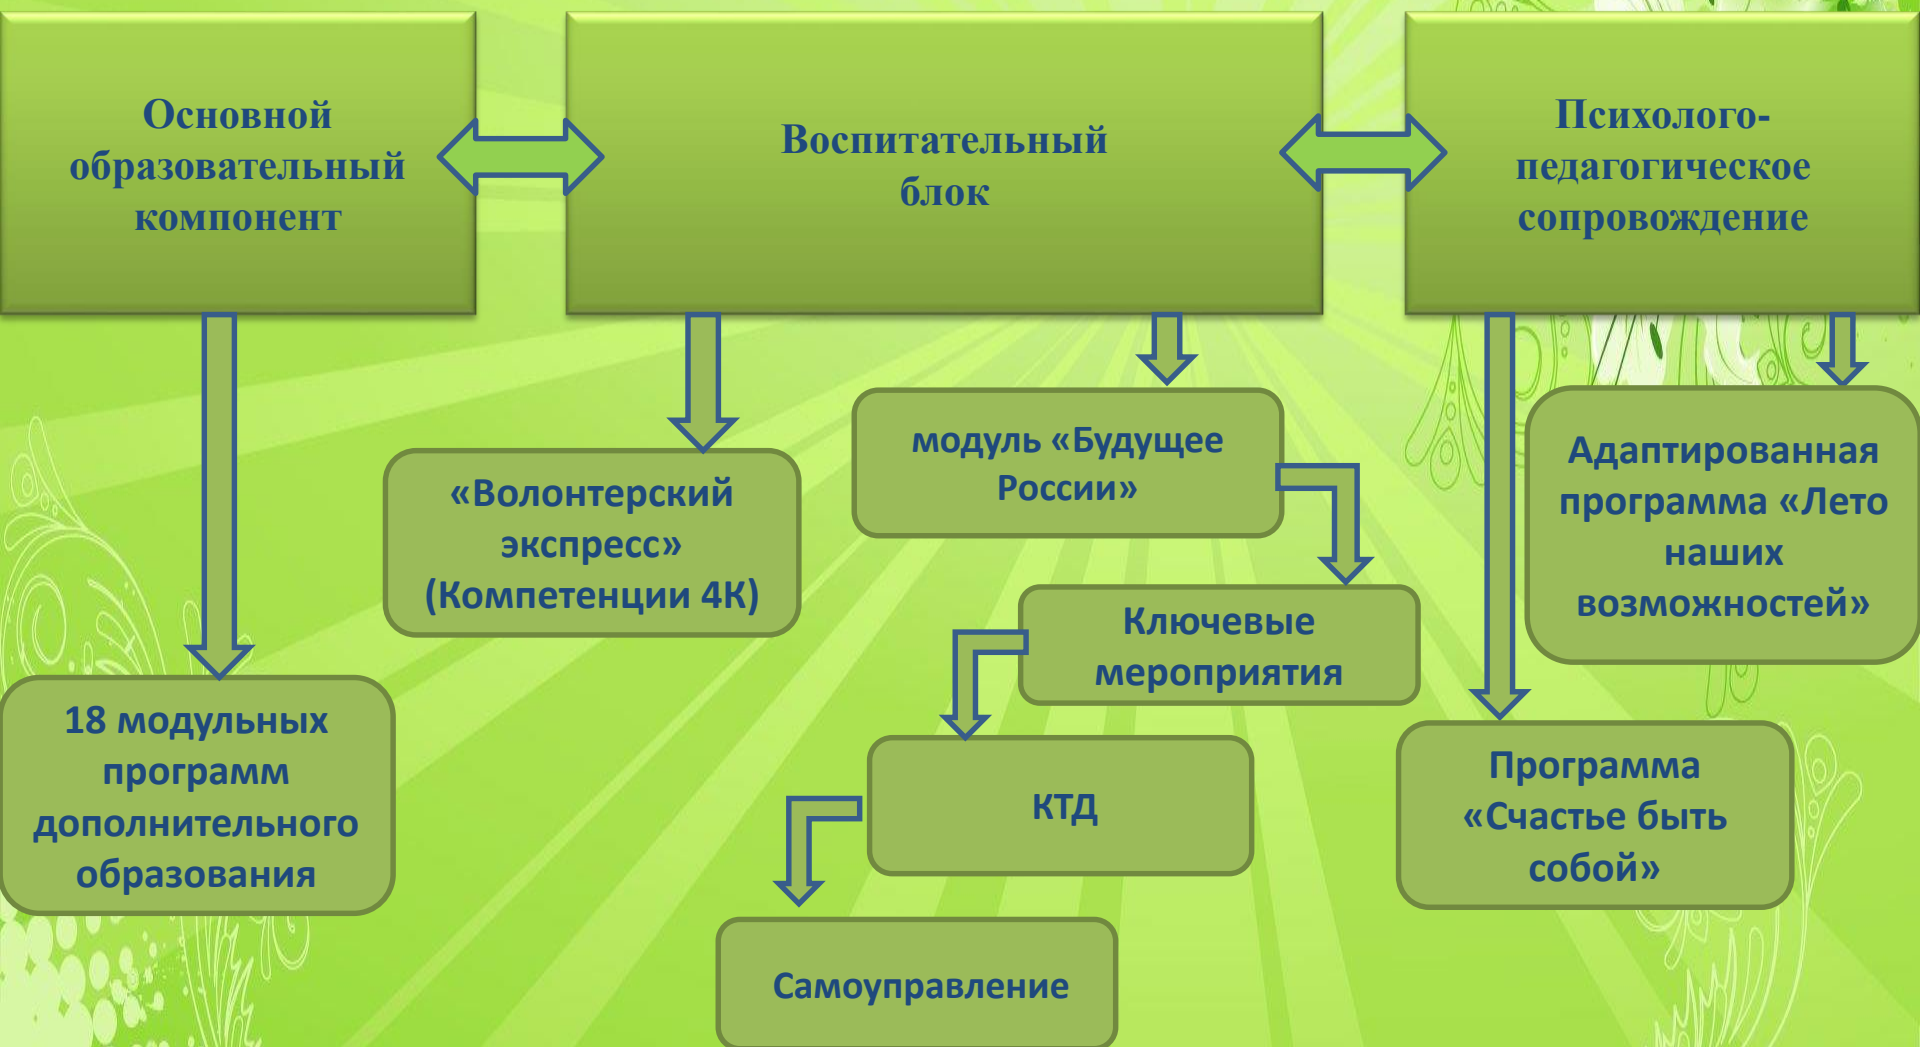 Основной
образовательный
компонент
Воспитательный
блок
Психолого-
педагогическое
сопровождение
«Волонтерский
экспресс»
(Компетенции 4К)
модуль «Будущее
России»
Адаптированная
программа «Лето
наших
возможностей»
Ключевые
мероприятия
18 модульных
программ
дополнительного
образования
КТД
Программа
«Счастье быть
собой»
Самоуправление